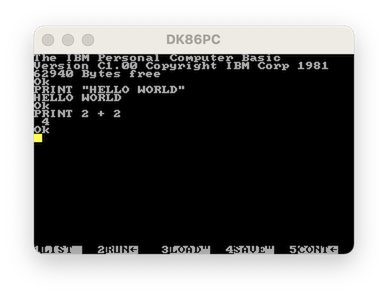 DK86PC
The IBM Personal Computer Basic
Version C1.00 Copyright IBM Corp 1981
62940 Bytes free
Ok
PRINT "HELLO WORLD"
HELLO WORLD
Ok
PRINT 2 + 2
 4
Ok
1LIST 2RUN← 3LOAD" 4SAVE" 5CONT←